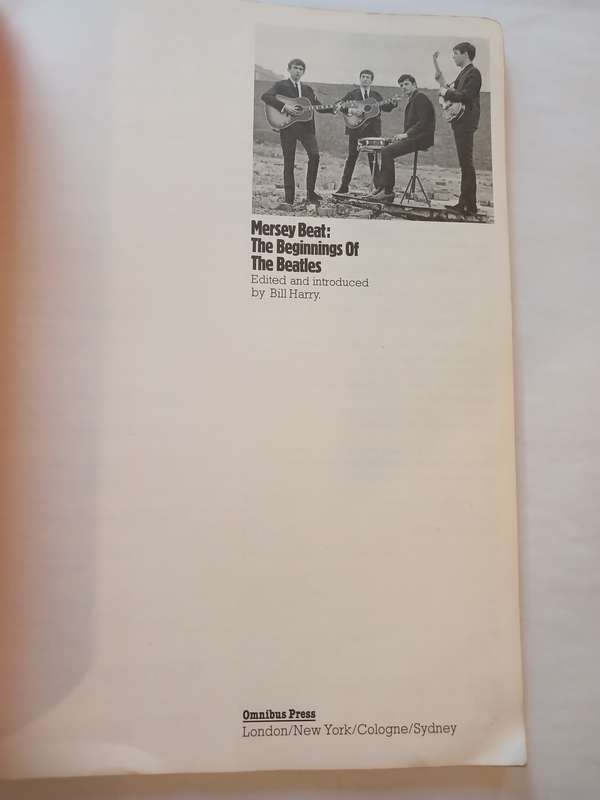 Mersey Beat:
The Beginnings Of
The Beatles
Edited and introduced
by Bill Harry.
Omnibus Press
London/New York/Cologne/Sydney